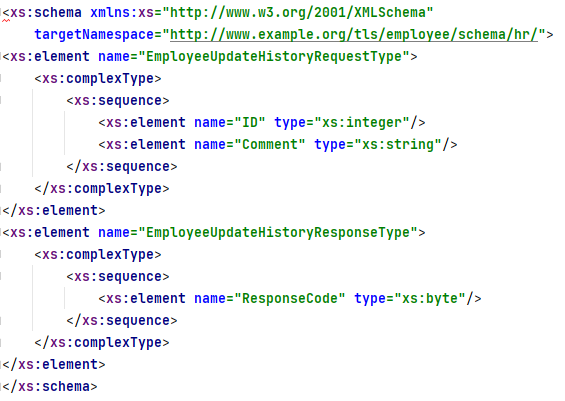 <xs:schema xmlns:xs="http://www.w3.org/2001/XMLSchema"
    targetNamespace="http://www.example.org/tls/employee/schema/hr/">
<xs:element name="EmployeeUpdateHistoryRequestType">
    <xs:complexType>
        <xs:sequence>
            <xs:element name="ID" type="xs:integer"/>
            <xs:element name="Comment" type="xs:string"/>
        </xs:sequence>
    </xs:complexType>
</xs:element>
<xs:element name="EmployeeUpdateHistoryResponseType">
    <xs:complexType>
        <xs:sequence>
            <xs:element name="ResponseCode" type="xs:byte"/>
        </xs:sequence>
    </xs:complexType>
</xs:element>
</xs:schema>